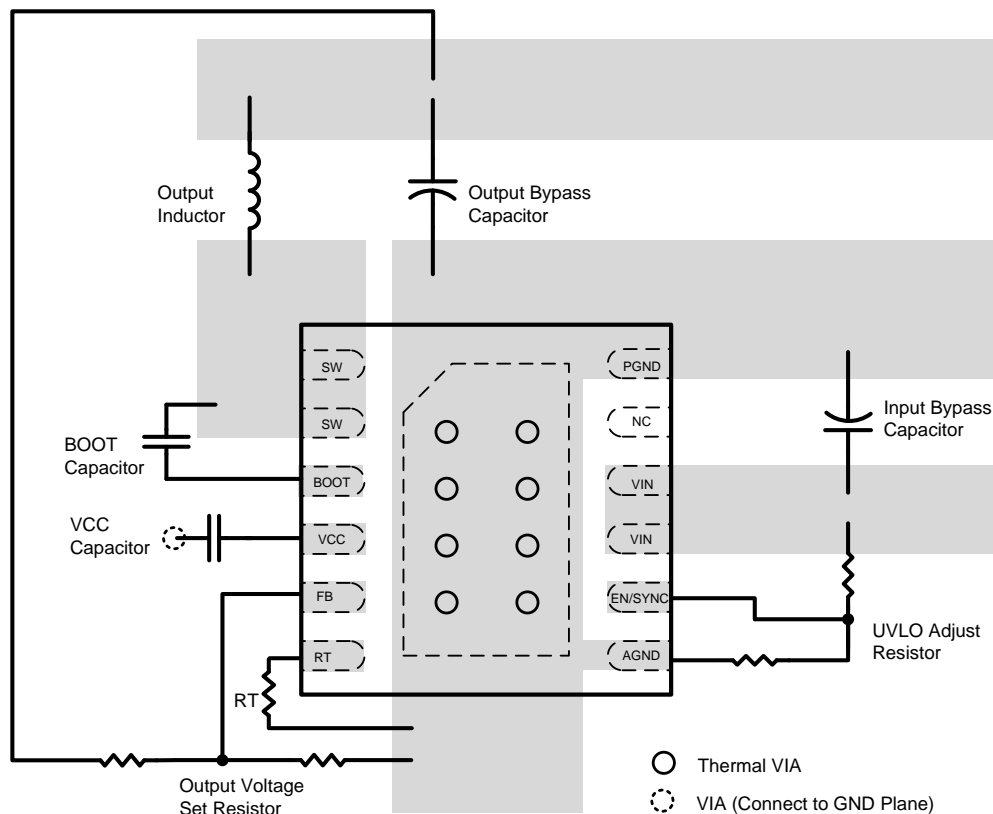 Output
Inductor
Output Bypass
Capacitor
SW
PGND
SW
NC
Input Bypass
Capacitor
BOOT
Capacitor
BOOT
VIN
VCC
Capacitor
VCC
VIN
FB
EN/SYNC
UVLO Adjust
Resistor
RT
AGND
RT
Output Voltage
Set Resistor
Thermal VIA
VIA (Connect to GND Plane)